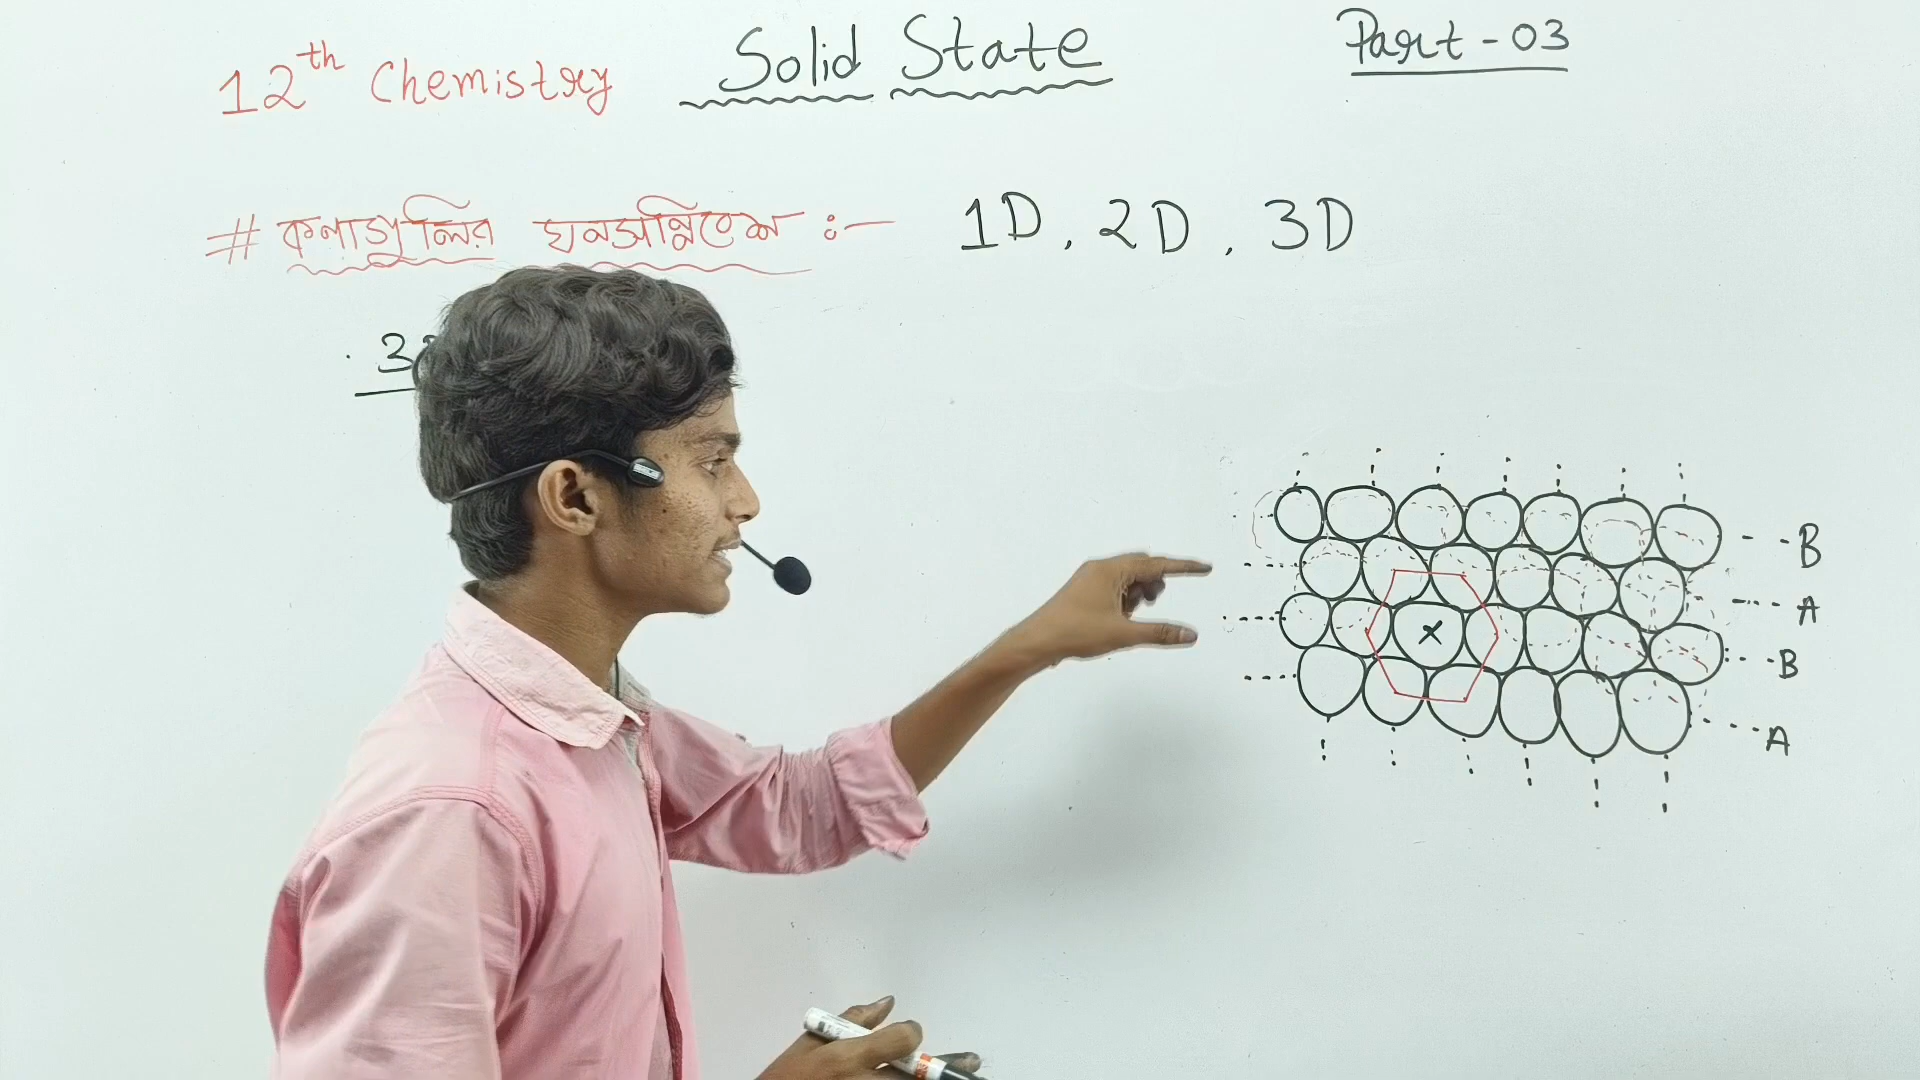 12th Chemistry Solid State Part-03
# কণাগুলির ঘনসন্নিবেশ :- 1D, 2D, 3D
B
A
X
B
A